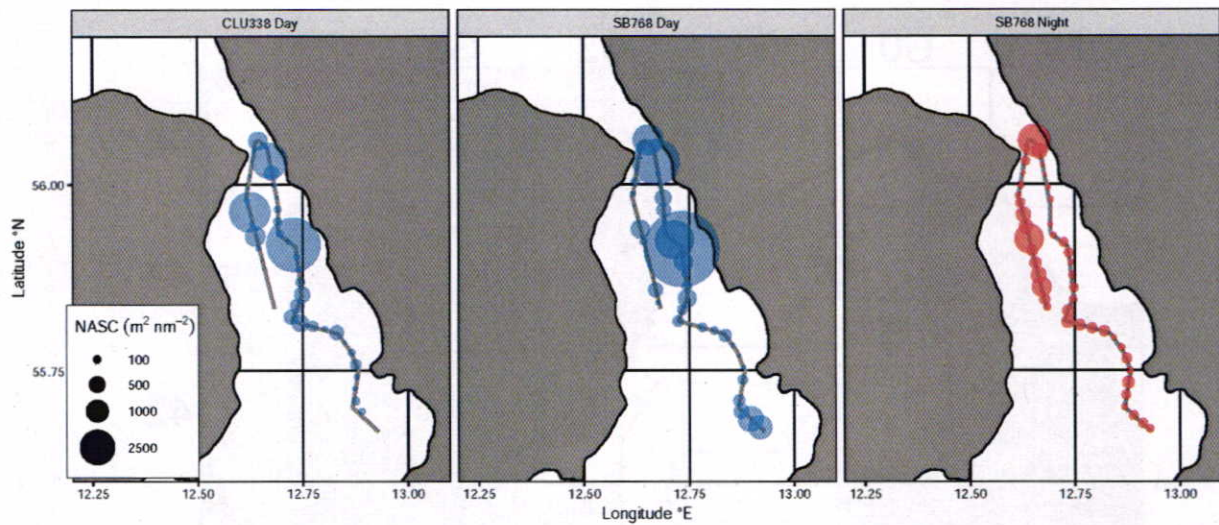 CLU338 Day
SB768 Day
SB768 Night
56.00
55.75
Latitude °N
NASC (m² nm⁻²)
100
500
1000
2500
12.25 12.50 12.75 13.00
12.25 12.50 12.75 13.00
12.25 12.50 12.75 13.00
Longitude °E